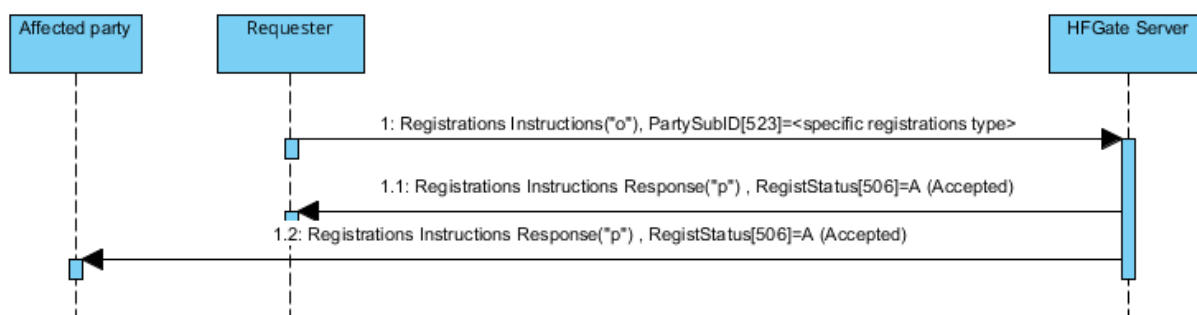 Affected party
Requester
HFGate Server
1: Registrations Instructions("o"), PartySubID[523]=<specific registrations type>
1.1: Registrations Instructions Response("p") , RegistStatus[506]=A (Accepted)
1.2: Registrations Instructions Response("p") , RegistStatus[506]=A (Accepted)